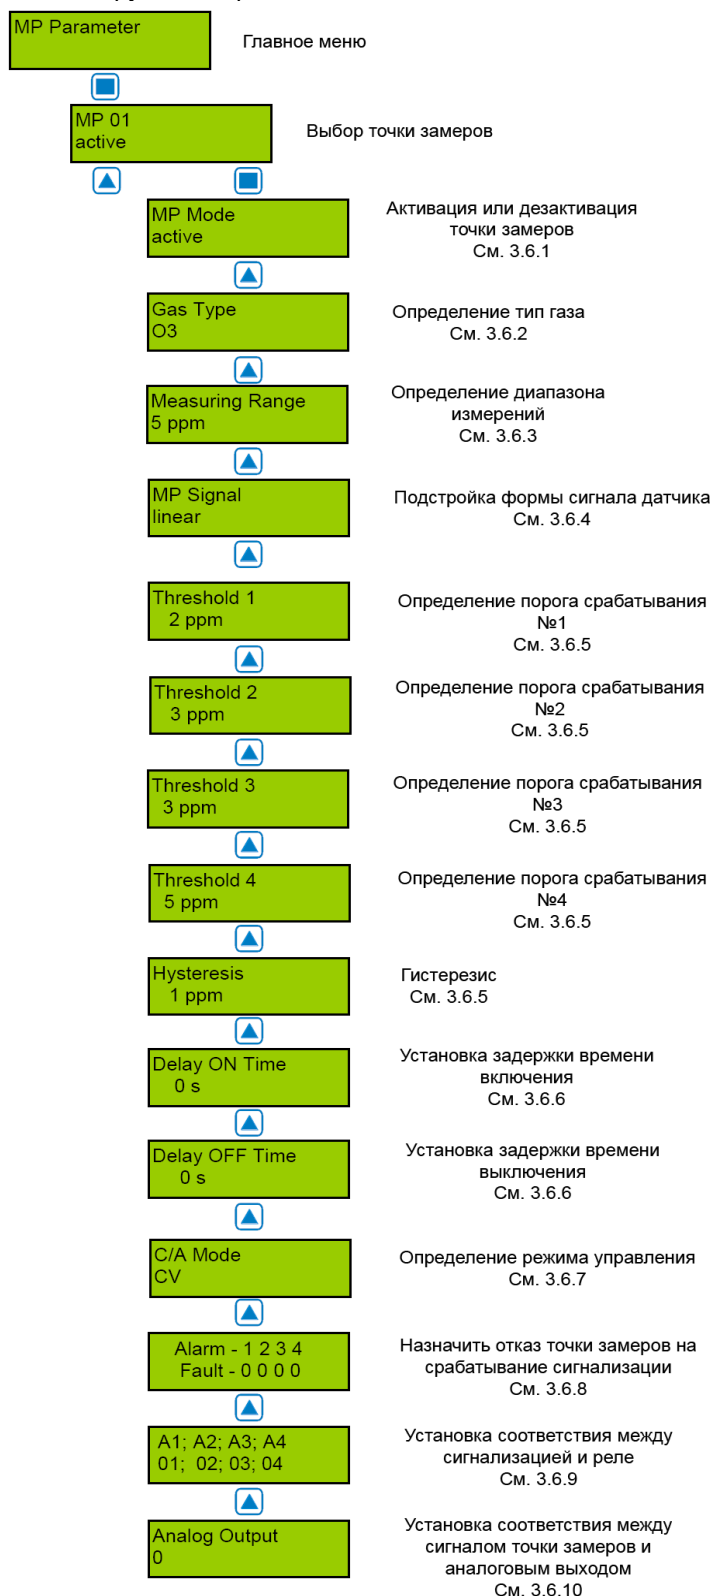 MP Parameter
Главное меню
MP 01
active
Выбор точки замеров
MP Mode
active
Активация или дезактивация
точки замеров
См. 3.6.1
Gas Type
O3
Определение тип газа
См. 3.6.2
Measuring Range
5 ppm
Определение диапазона
измерений
См. 3.6.3
MP Signal
linear
Подстройка формы сигнала датчика
См. 3.6.4
Threshold 1
2 ppm
Определение порога срабатывания
№1
См. 3.6.5
Threshold 2
3 ppm
Определение порога срабатывания
№2
См. 3.6.5
Threshold 3
3 ppm
Определение порога срабатывания
№3
См. 3.6.5
Threshold 4
5 ppm
Определение порога срабатывания
№4
См. 3.6.5
Hysteresis
1 ppm
Гистерезис
См. 3.6.5
Delay ON Time
0 s
Установка задержки времени
включения
См. 3.6.6
Delay OFF Time
0 s
Установка задержки времени
выключения
См. 3.6.6
C/A Mode
CV
Определение режима управления
См. 3.6.7
Alarm - 1 2 3 4
Fault - 0 0 0 0
Назначить отказ точки замеров на
срабатывание сигнализации
См. 3.6.8
A1; A2; A3; A4
01; 02; 03; 04
Установка соответствия между
сигнализацией и реле
См. 3.6.9
Analog Output
0
Установка соответствия между
сигналом точки замеров и
аналоговым выходом
См. 3.6.10